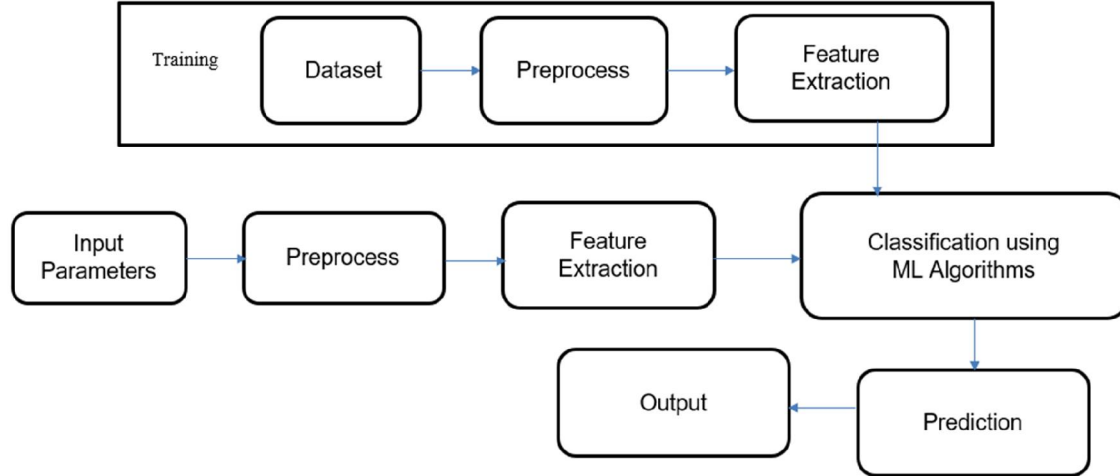 Training
Dataset
Preprocess
Feature
Extraction
Input
Parameters
Preprocess
Feature
Extraction
Classification using
ML Algorithms
Output
Prediction